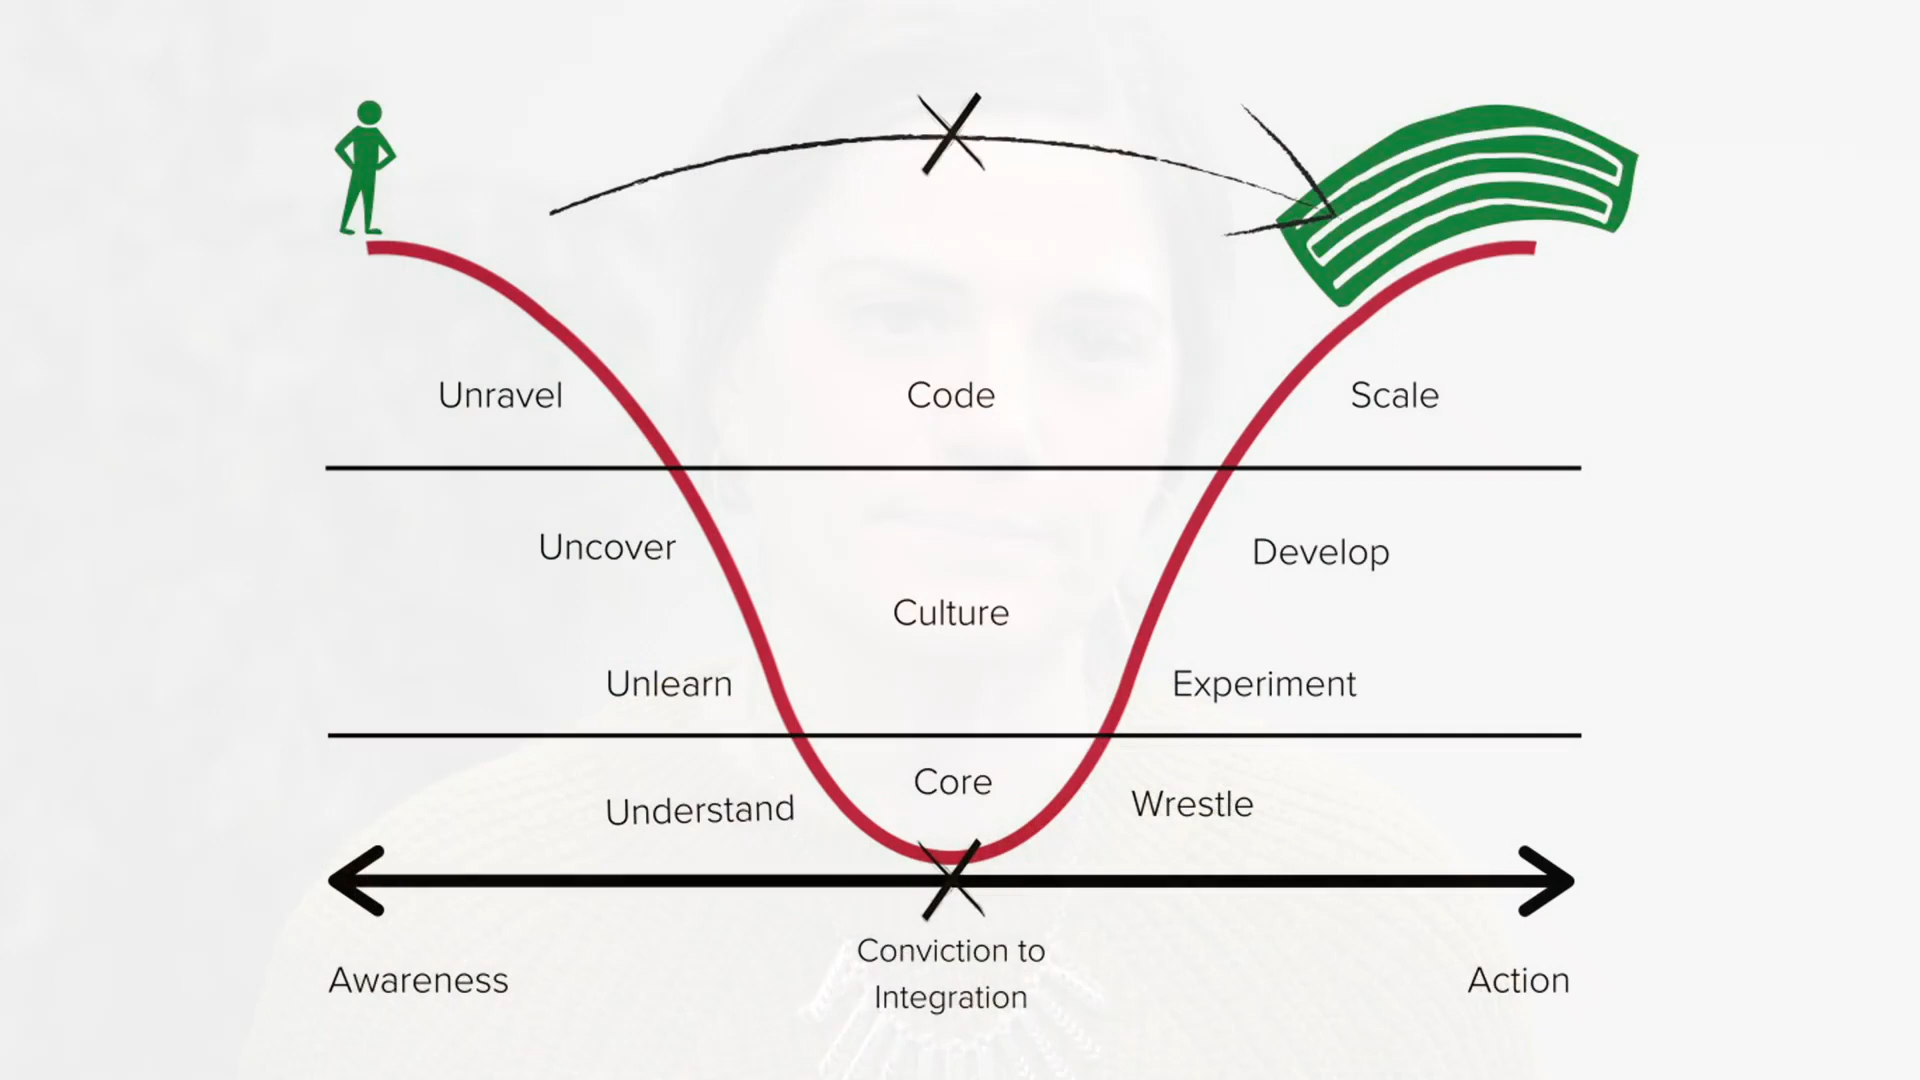 Unravel
Code
Scale
Uncover
Develop
Culture
Unlearn
Experiment
Core
Understand
Wrestle
Awareness
Conviction to
Integration
Action